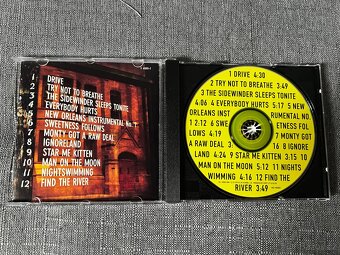 1 DRIVE
2 TRY NOT TO BREATHE
3 THE SIDEWINDER SLEEPS TONITE
4 EVERYBODY HURTS
5 NEW ORLEANS INSTRUMENTAL No. 1
6 SWEETNESS FOLLOWS
7 MONTY GOT A RAW DEAL
8 IGNORELAND
9 STAR ME KITTEN
10 MAN ON THE MOON
11 NIGHTSWIMMING
12 FIND THE RIVER
1 DRIVE 4:30
2 TRY NOT TO BREATHE 3:49
3 THE SIDEWINDER SLEEPS TONITE
4:06 4 EVERYBODY HURTS 5:17 5 NEW
ORLEANS INST RUMENTAL NO.
1 2:12 6 SWE ETNESS FOL
LOWS 4:19 7 MONTY GOT
A RAW DEAL 3:16 8 IGNORE
LAND 4:24 9 STAR ME KITTEN 3:15 10
MAN ON THE MOON 5:12 11 NIGHTS
WIMMING 4:16 12 FIND THE
RIVER 3:49